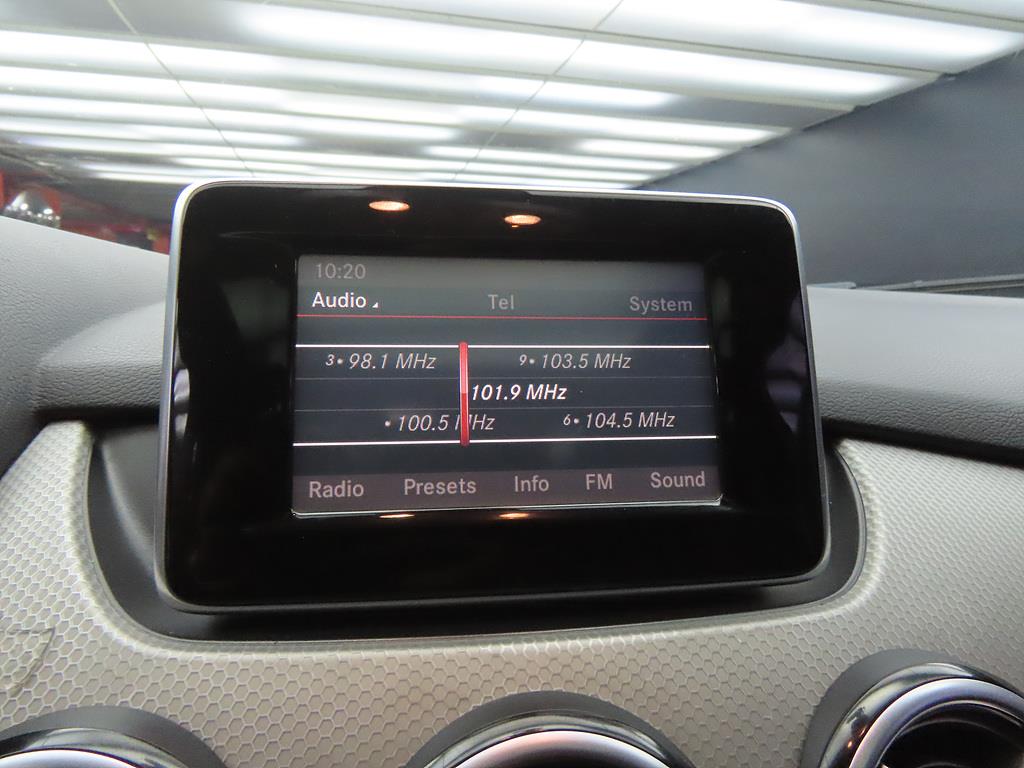 10:20
Audio Tel System
3• 98.1 MHz 9• 103.5 MHz
101.9 MHz
• 100.5 MHz 6• 104.5 MHz
Radio Presets Info FM Sound